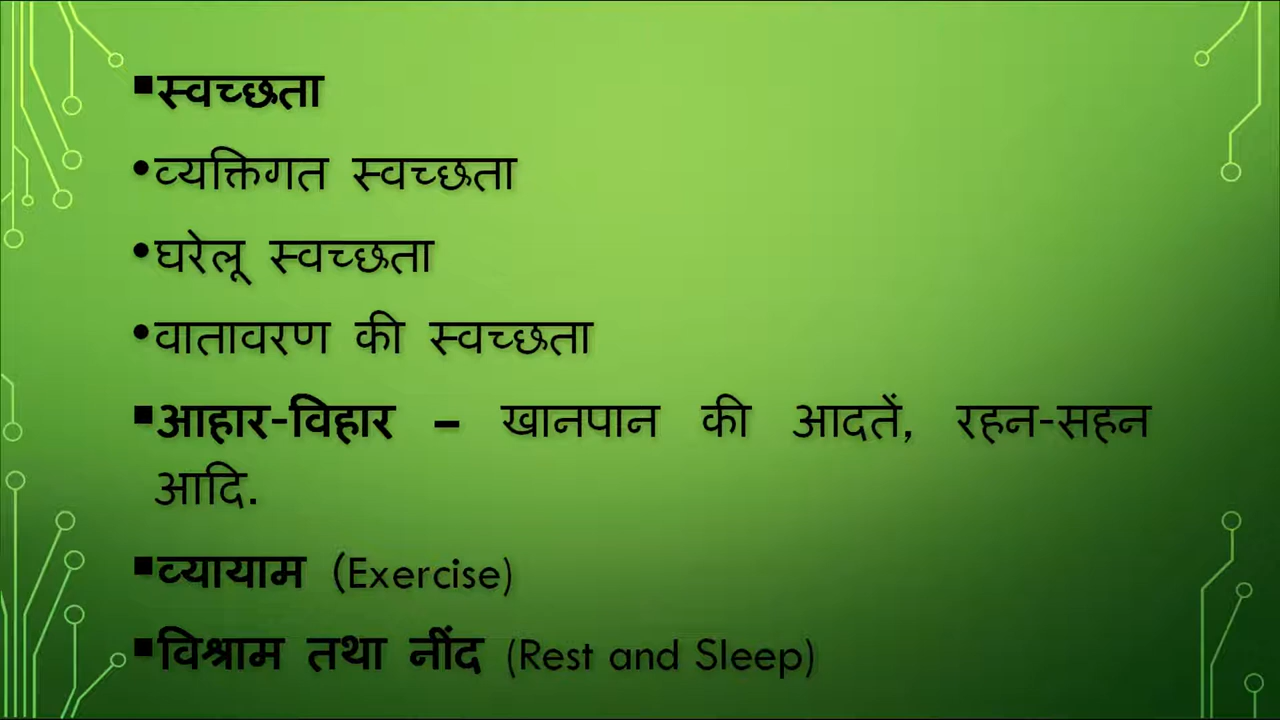 ▪स्वच्छता
•व्यक्तिगत स्वच्छता
•घरेलू स्वच्छता
•वातावरण की स्वच्छता
▪आहार-विहार – खानपान की आदतें, रहन-सहन
आदि.
▪व्यायाम (Exercise)
▪विश्राम तथा नींद (Rest and Sleep)